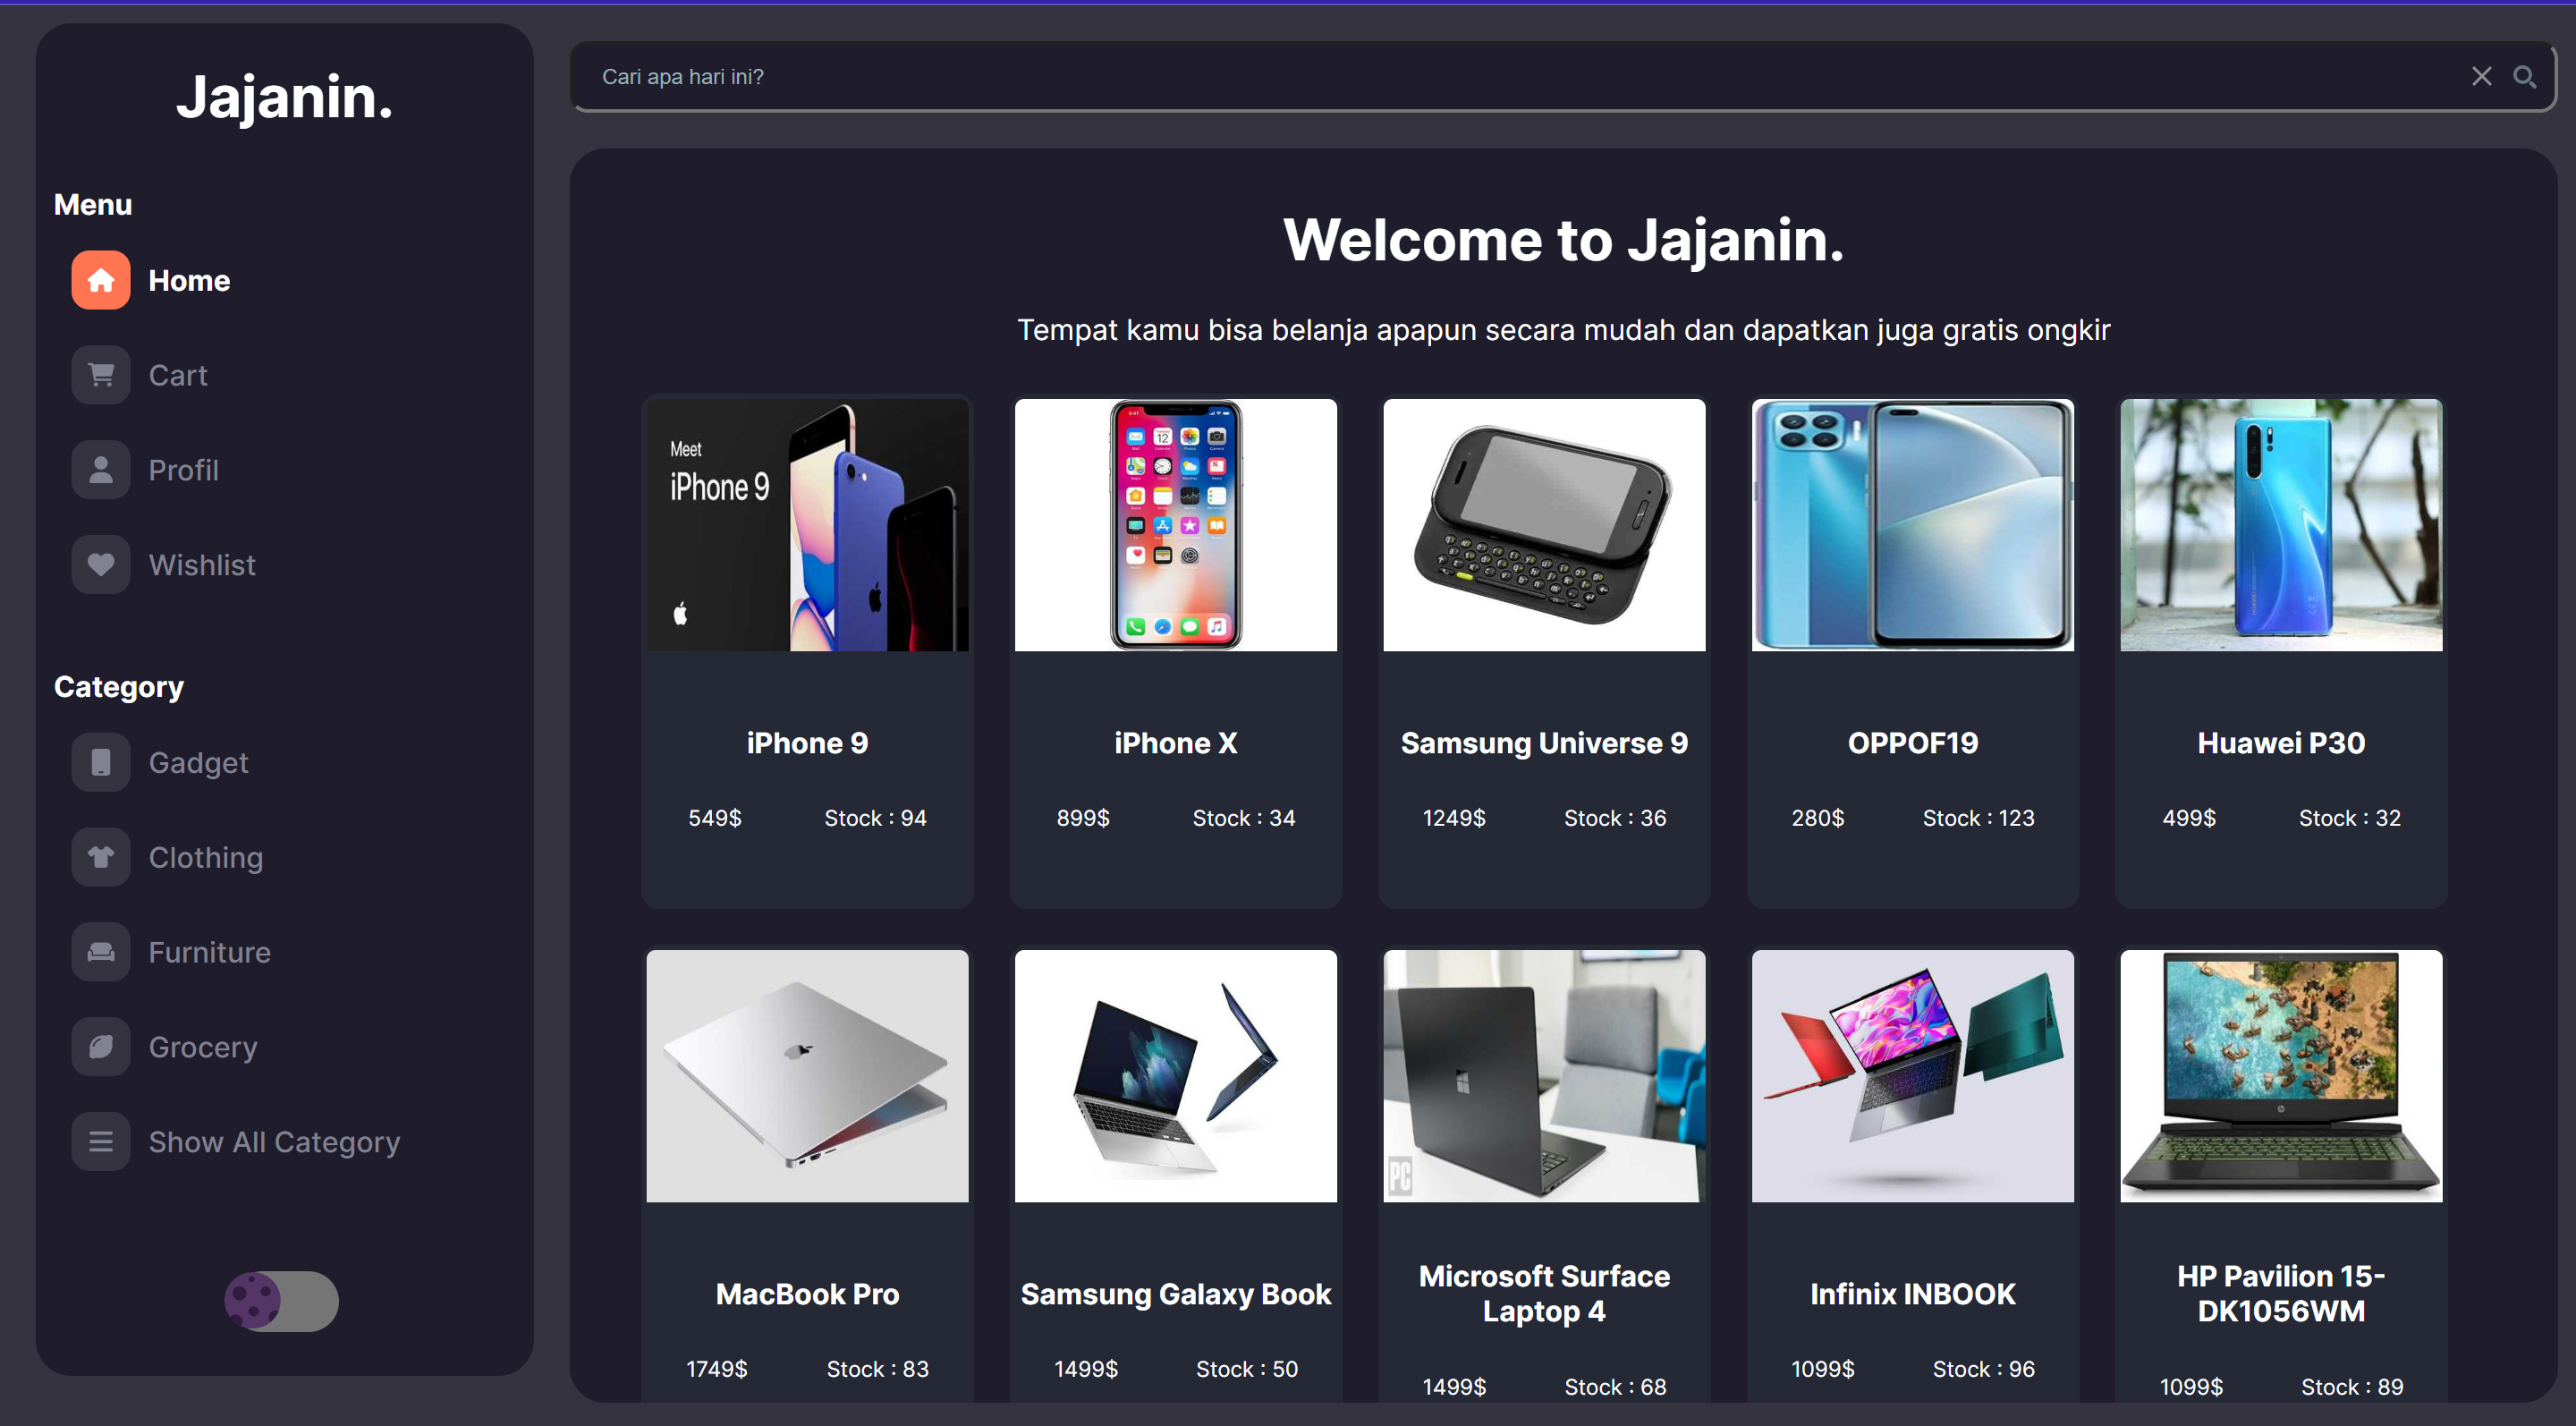 Jajanin.
Menu
Home
Cart
Profil
Wishlist
Category
Gadget
Clothing
Furniture
Grocery
Show All Category
Cari apa hari ini?
Welcome to Jajanin.
Tempat kamu bisa belanja apapun secara mudah dan dapatkan juga gratis ongkir
Meet
iPhone 9
iPhone 9
549$ Stock : 94
iPhone X
899$ Stock : 34
Samsung Universe 9
1249$ Stock : 36
OPPOF19
280$ Stock : 123
Huawei P30
499$ Stock : 32
MacBook Pro
1749$ Stock : 83
Samsung Galaxy Book
1499$ Stock : 50
PC
Microsoft Surface
Laptop 4
1499$ Stock : 68
Infinix INBOOK
1099$ Stock : 96
HP Pavilion 15-
DK1056WM
1099$ Stock : 89